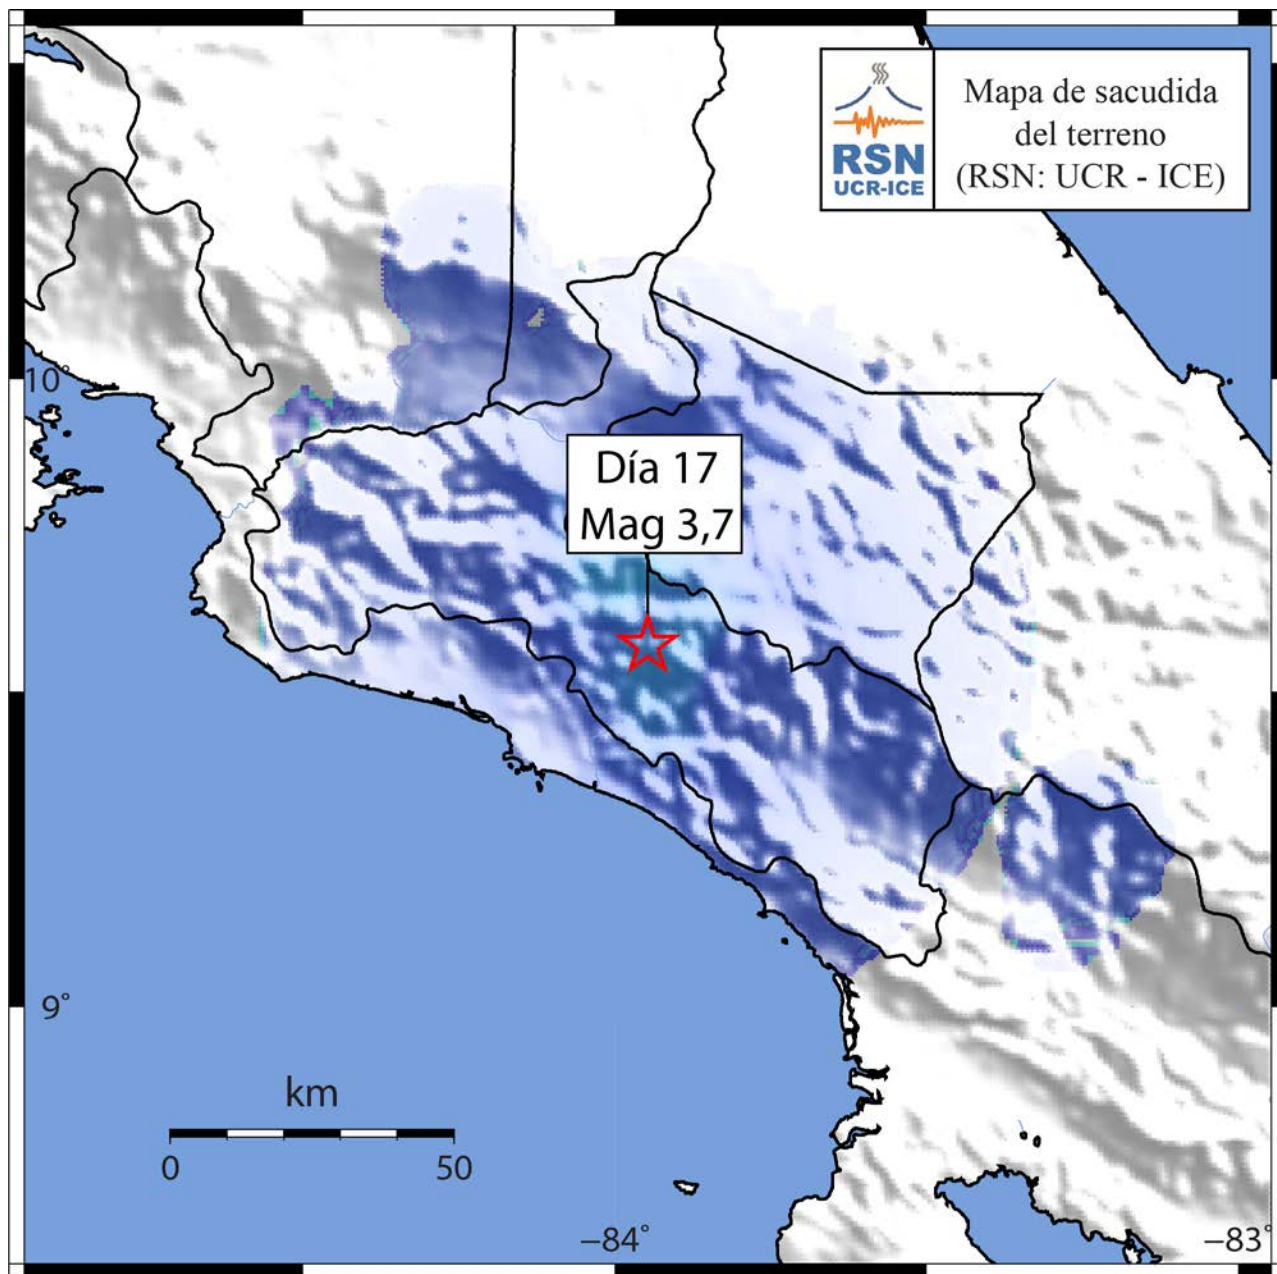 Mapa de sacudida
del terreno
(RSN: UCR - ICE)
RSN
UCR-ICE
10°
Día 17
Mag 3,7
9°
km
0 50
−84° −83°